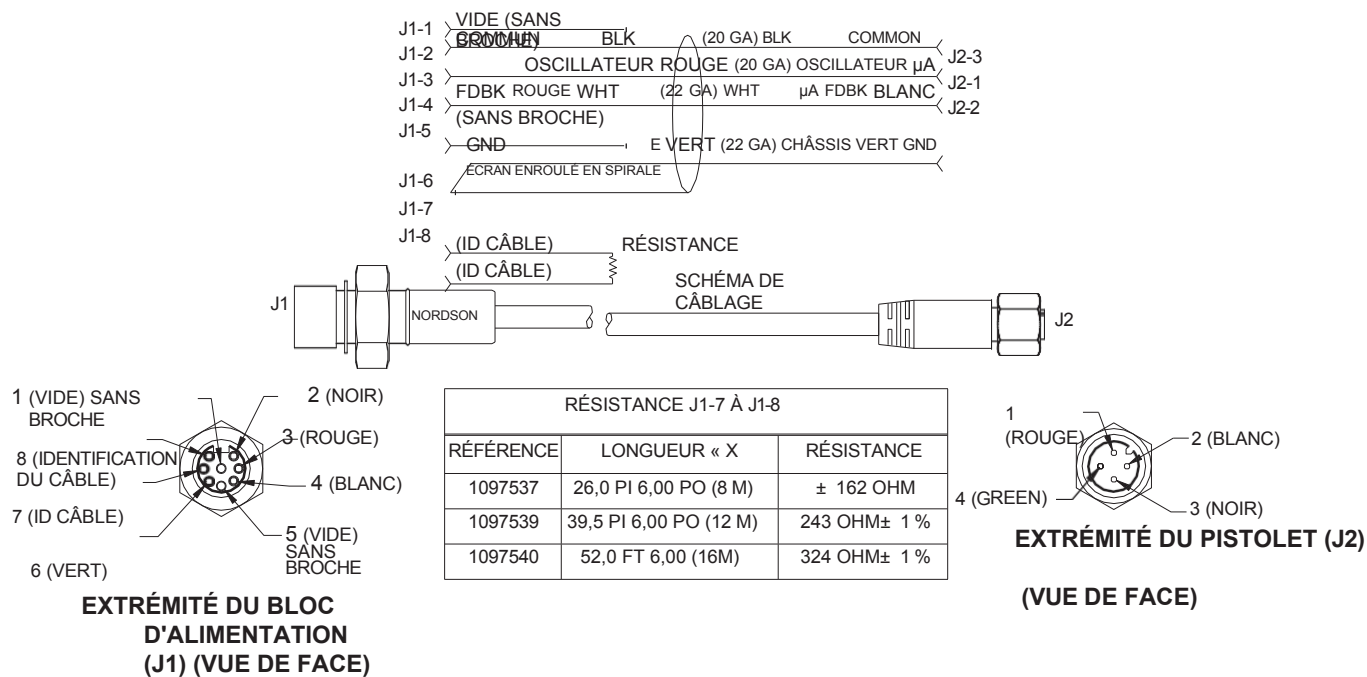 J1-1 VIDE (SANS BROCHE)
J1-2 COMMUN BLK (20 GA) BLK COMMON J2-3
J1-3 OSCILLATEUR ROUGE (20 GA) OSCILLATEUR µA J2-1
J1-4 FDBK ROUGE WHT (22 GA) WHT µA FDBK BLANC J2-2
J1-5 (SANS BROCHE)
GND E VERT (22 GA) CHÂSSIS VERT GND
J1-6 ÉCRAN ENROULÉ EN SPIRALE
J1-7
J1-8
(ID CÂBLE) RÉSISTANCE
(ID CÂBLE)
SCHÉMA DE
CÂBLAGE
J1
NORDSON
J2
1 (VIDE) SANS
BROCHE
2 (NOIR)
3 (ROUGE)
8 (IDENTIFICATION
DU CÂBLE)
4 (BLANC)
7 (ID CÂBLE)
5 (VIDE)
SANS
BROCHE
6 (VERT)
EXTRÉMITÉ DU BLOC
D'ALIMENTATION
(J1) (VUE DE FACE)
RÉSISTANCE J1-7 À J1-8
RÉFÉRENCE LONGUEUR « X RÉSISTANCE
1097537 26,0 PI 6,00 PO (8 M) ± 162 OHM
1097539 39,5 PI 6,00 PO (12 M) 243 OHM± 1 %
1097540 52,0 FT 6,00 (16M) 324 OHM± 1 %
1
(ROUGE)
2 (BLANC)
4 (GREEN)
3 (NOIR)
EXTRÉMITÉ DU PISTOLET (J2)
(VUE DE FACE)